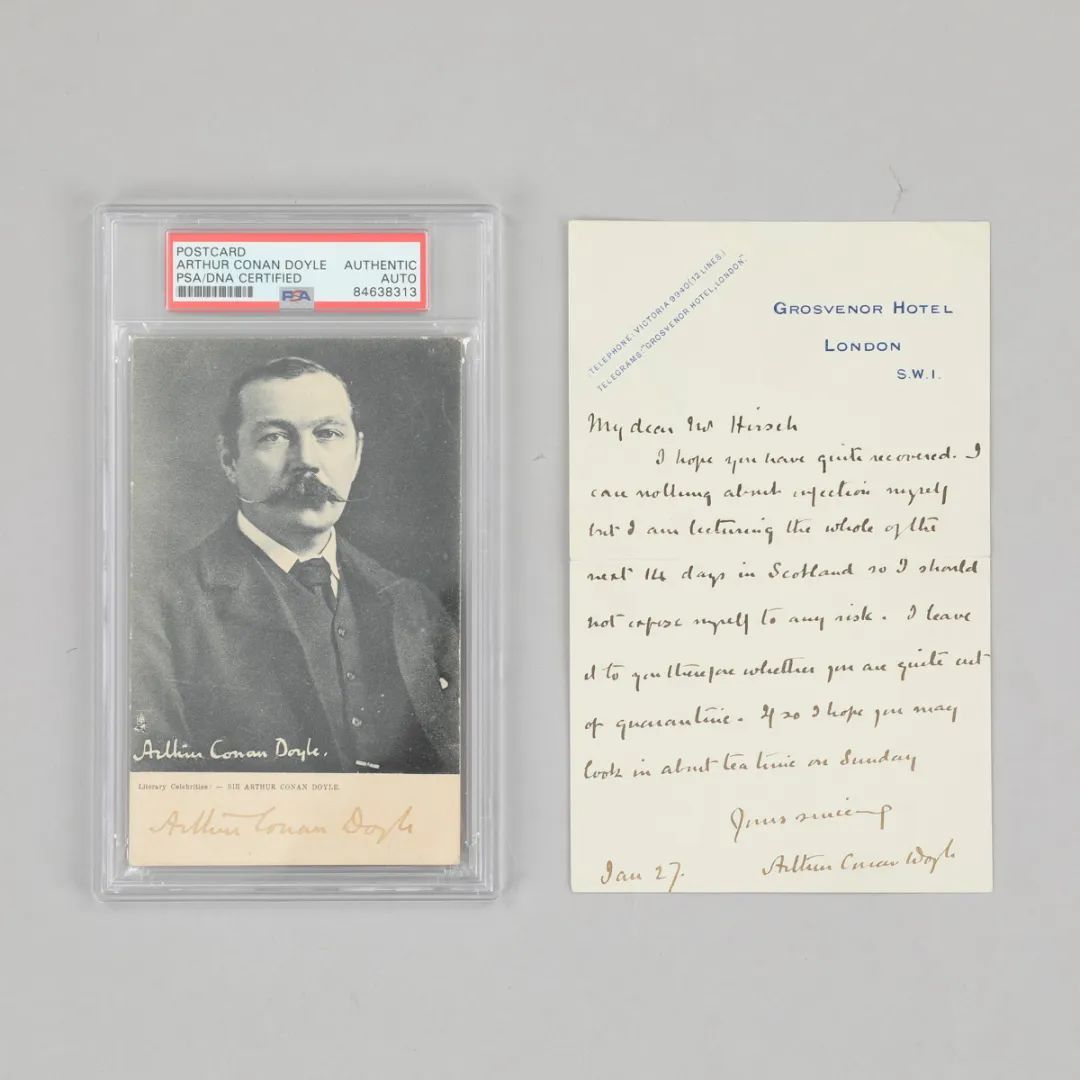 POSTCARD
ARTHUR CONAN DOYLE AUTHENTIC
PSA/DNA CERTIFIED AUTO
PSA 84638313
Arthur Conan Doyle.
Literary Celebrities: — SIR ARTHUR CONAN DOYLE.
Arthur Conan Doyle
TELEPHONE: VICTORIA 9940 (12 LINES.)
TELEGRAMS: "GROSVENOR HOTEL, LONDON."
GROSVENOR HOTEL
LONDON
S.W.1.
My dear Mr Hirsch
I hope you have quite recovered. I
care nothing about infection myself
but I am lecturing the whole of the
next 14 days in Scotland so I should
not expose myself to any risk. I leave
it to you therefore whether you are quite out
of quarantine. If so I hope you may
look in about tea time on Sunday
Yours sincerely
Jan 27. Arthur Conan Doyle